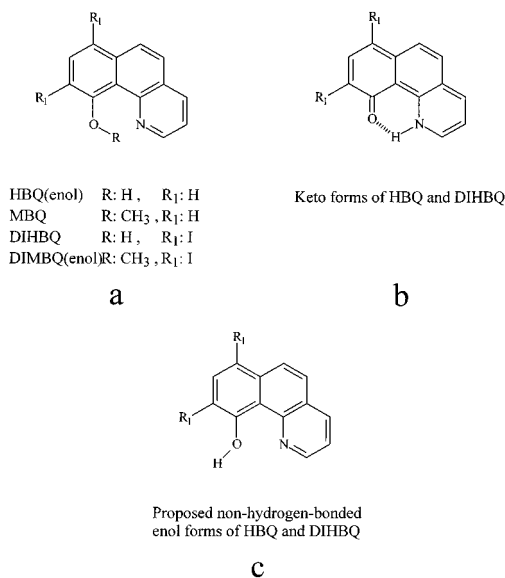 R1
R1
O
R
N
HBQ(enol) R: H , R1: H
MBQ R: CH3 , R1: H
DIHBQ R: H , R1: I
DIMBQ(enol)R: CH3 , R1: I
a
R1
R1
O
H
N
Keto forms of HBQ and DIHBQ
b
R1
R1
O
H
N
Proposed non-hydrogen-bonded
enol forms of HBQ and DIHBQ
c